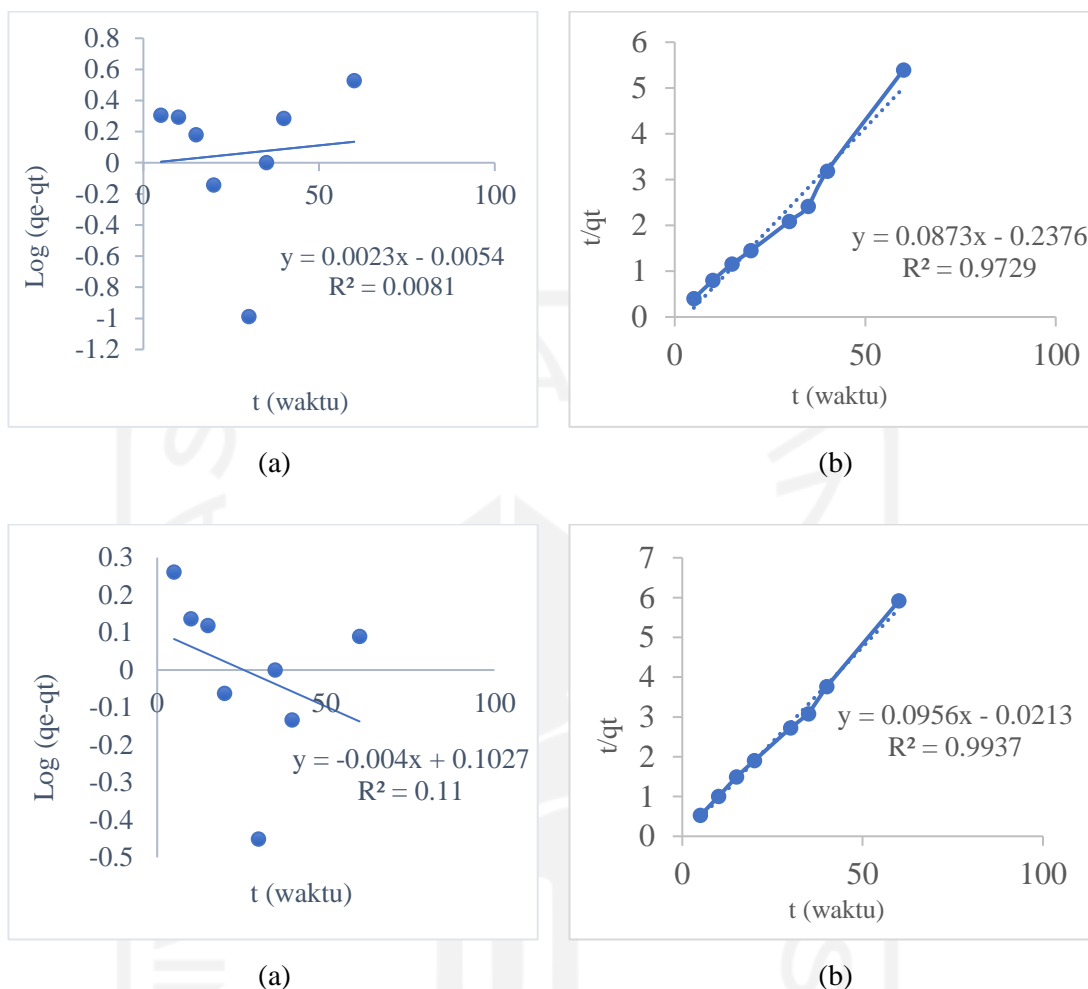 0.8
0.6
0.4
0.2
0
-0.2
-0.4
-0.6
-0.8
-1
-1.2
0 50 100
Log (qe-qt)
t (waktu)
y = 0.0023x - 0.0054
R² = 0.0081
(a)
6
5
4
3
2
1
0
0 50 100
t/qt
t (waktu)
y = 0.0873x - 0.2376
R² = 0.9729
(b)
0.3
0.2
0.1
0
-0.1
-0.2
-0.3
-0.4
-0.5
0 50 100
Log (qe-qt)
t (waktu)
y = -0.004x + 0.1027
R² = 0.11
(a)
7
6
5
4
3
2
1
0
0 50 100
t/qt
t (waktu)
y = 0.0956x - 0.0213
R² = 0.9937
(b)